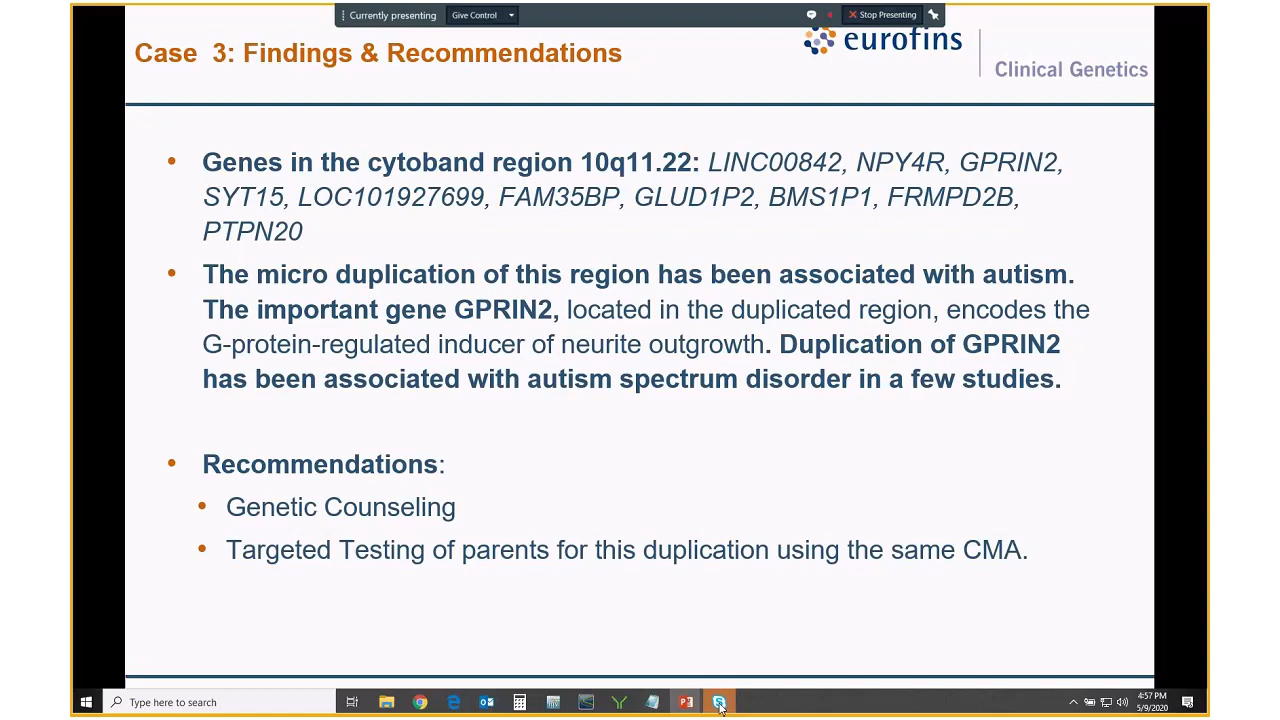 Currently presenting Give Control Stop Presenting
Case 3: Findings & Recommendations
eurofins
Clinical Genetics
• Genes in the cytoband region 10q11.22: LINC00842, NPY4R, GPRIN2,
SYT15, LOC101927699, FAM35BP, GLUD1P2, BMS1P1, FRMPD2B,
PTPN20
• The micro duplication of this region has been associated with autism.
The important gene GPRIN2, located in the duplicated region, encodes the
G-protein-regulated inducer of neurite outgrowth. Duplication of GPRIN2
has been associated with autism spectrum disorder in a few studies.
• Recommendations:
• Genetic Counseling
• Targeted Testing of parents for this duplication using the same CMA.
Type here to search
4:57 PM
5/9/2020